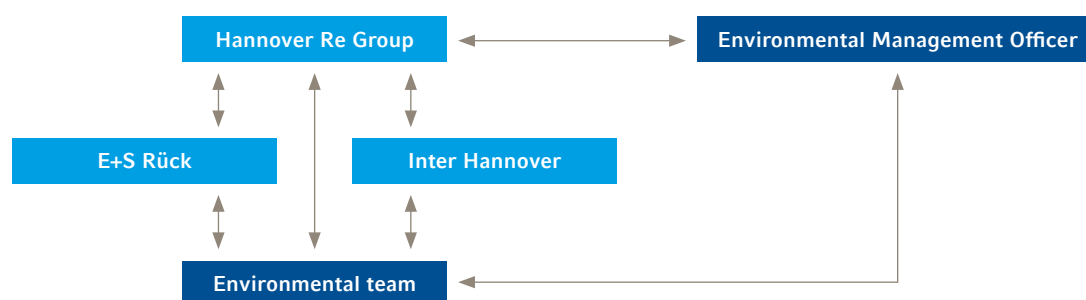 Hannover Re Group
Environmental Management Officer
E+S Rück
Inter Hannover
Environmental team